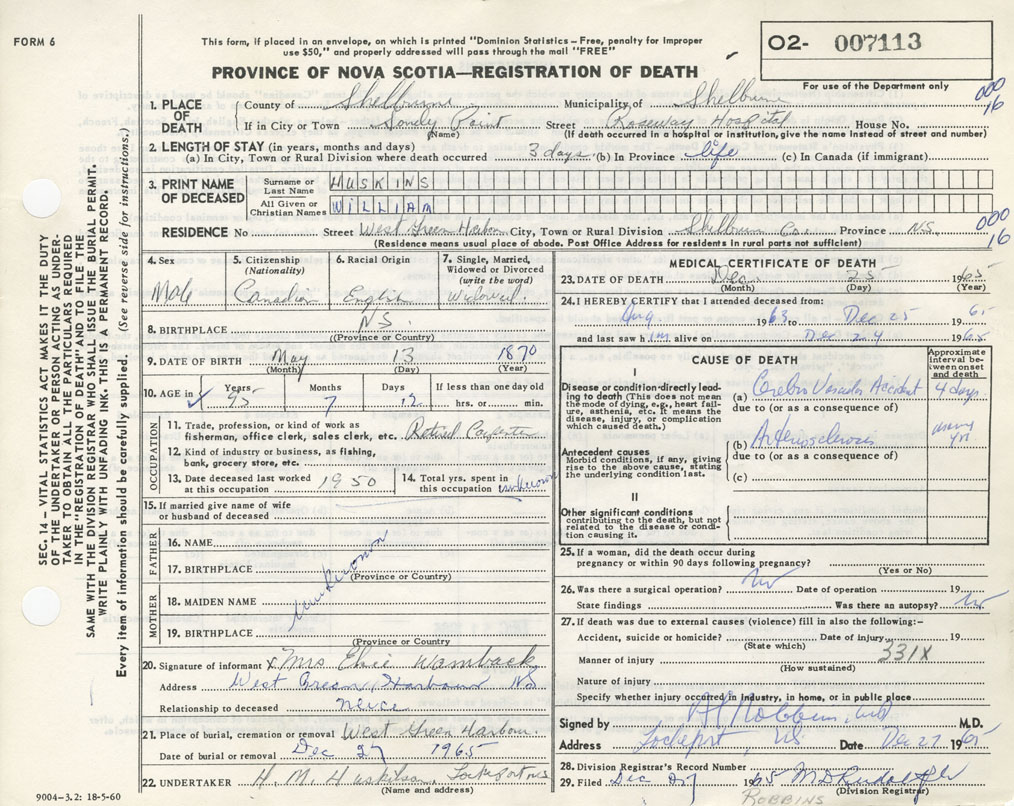 FORM 6
This form, if placed in an envelope, on which is printed "Dominion Statistics–Free, penalty for improper
use $50," and properly addressed will pass through the mail "FREE"
O2- 007113
For use of the Department only
PROVINCE OF NOVA SCOTIA—REGISTRATION OF DEATH
000
16
1. PLACE OF DEATH
County of Shelburne Municipality of Shelburne
If in City or Town Sandy Point Street Roseway Hospital House No.
(Name) (If death occurred in a hospital or institution, give the name instead of street and number)
2. LENGTH OF STAY (in years, months and days)
(a) In City, Town or Rural Division where death occurred 3 days (b) In Province life (c) In Canada (if immigrant)
3. PRINT NAME OF DECEASED
Surname or Last Name HUSKINS
All Given or Christian Names WILLIAM
RESIDENCE No. Street West Green Harbour City, Town or Rural Division Shelburne Co. Province N.S.
000
16
(Residence means usual place of abode. Post Office Address for residents in rural parts not sufficient)
4. Sex Male
5. Citizenship (Nationality) Canadian
6. Racial Origin English
7. Single, Married, Widowed or Divorced (write the word) Widowed.
8. BIRTHPLACE N.S.
(Province or Country)
9. DATE OF BIRTH May 13 1870
(Month) (Day) (Year)
10. AGE in Years 95 Months 7 Days 12 If less than one day old hrs. or min.
OCCUPATION
11. Trade, profession, or kind of work as
fisherman, office clerk, sales clerk, etc. Retired Carpenter
12. Kind of industry or business, as fishing,
bank, grocery store, etc.
13. Date deceased last worked at this occupation 1950
14. Total yrs. spent in this occupation unknown
15. If married give name of wife
or husband of deceased
FATHER
16. NAME
17. BIRTHPLACE
(Province or Country)
unknown
MOTHER
18. MAIDEN NAME
19. BIRTHPLACE
(Province or Country)
20. Signature of informant x Mrs Elsie Wamback
Address West Green Harbour NS
Relationship to deceased neice
21. Place of burial, cremation or removal West Green Harbour.
Date of burial or removal Dec 27 1965
22. UNDERTAKER H. M. Huskilson, Lockeport NS
(Name and address)
MEDICAL CERTIFICATE OF DEATH
23. DATE OF DEATH Dec 25 1965
(Month) (Day) (Year)
24. I HEREBY CERTIFY that I attended deceased from:
Aug. 1963 to Dec 25 1965
and last saw him alive on Dec 24 1965
CAUSE OF DEATH
Approximate interval between onset and death
I
Disease or condition directly leading to death (This does not mean the mode of dying, e.g., heart failure, asthenia, etc. It means the disease, injury, or complication which caused death.)
(a) Cerebro Vascular Accident 4 days
due to (or as a consequence of)
Antecedent causes
Morbid conditions, if any, giving rise to the above cause, stating the underlying condition last.
(b) Arteriosclerosis many yrs
due to (or as a consequence of)
(c)
II
Other significant conditions
contributing to the death, but not related to the disease or condition causing it.
25. If a woman, did the death occur during
pregnancy or within 90 days following pregnancy?
(Yes or No)
26. Was there a surgical operation? no Date of operation 19
State findings Was there an autopsy? no
27. If death was due to external causes (violence) fill in also the following:–
Accident, suicide or homicide? Date of injury 19
(State which)
331X
Manner of injury
(How sustained)
Nature of injury
Specify whether injury occurred in industry, in home, or in public place
Signed by Robbins, MD M.D.
Address Lockeport, NS Date Dec 27 1965
28. Division Registrar's Record Number
29. Filed Dec 27 1965
(Division Registrar)
ROBBINS
9004-3.2: 18-5-60
SEC. 14 – VITAL STATISTICS ACT MAKES IT THE DUTY
OF THE UNDERTAKER OR PERSON ACTING AS UNDER-
TAKER TO OBTAIN ALL THE PARTICULARS REQUIRED
IN THE "REGISTRATION OF DEATH" AND TO FILE THE
SAME WITH THE DIVISION REGISTRAR WHO SHALL ISSUE THE BURIAL PERMIT.
WRITE PLAINLY WITH UNFADING INK. THIS IS A PERMANENT RECORD.
Every item of information should be carefully supplied. (See reverse side for instructions.)